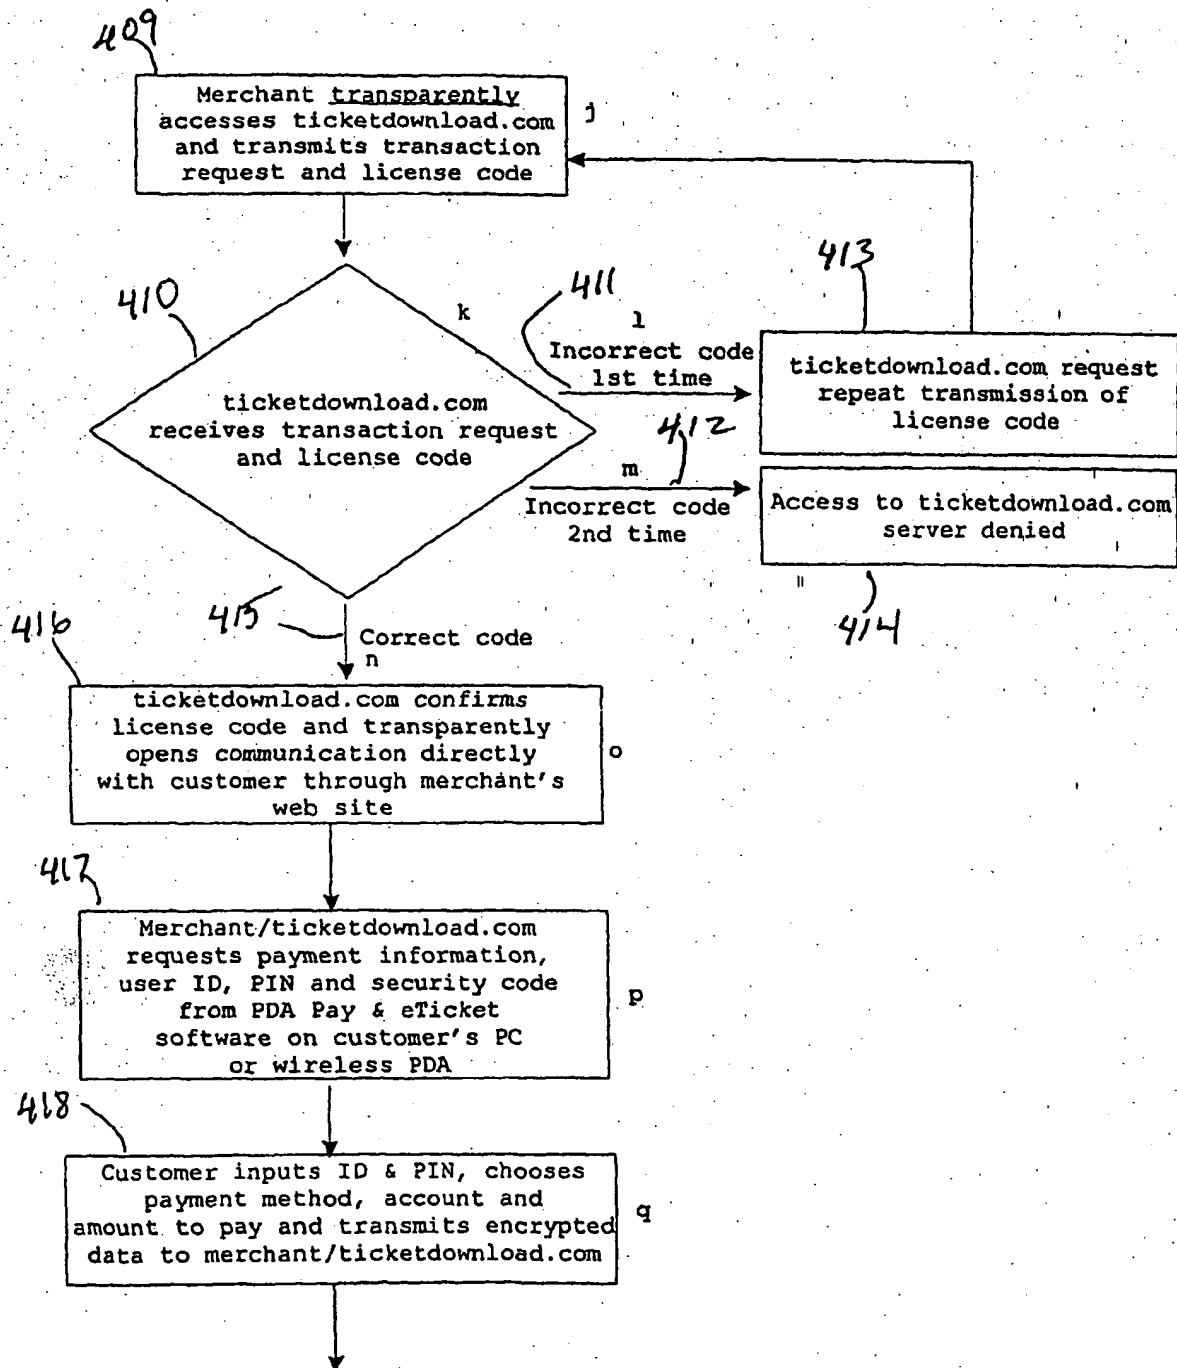 409
Merchant transparently
accesses ticketdownload.com
and transmits transaction
request and license code
j
410
k
ticketdownload.com
receives transaction request
and license code
411
l
Incorrect code
1st time
413
ticketdownload.com request
repeat transmission of
license code
412
m
Incorrect code
2nd time
Access to ticketdownload.com
server denied
414
415
Correct code
n
416
ticketdownload.com confirms
license code and transparently
opens communication directly
with customer through merchant's
web site
o
417
Merchant/ticketdownload.com
requests payment information,
user ID, PIN and security code
from PDA Pay & eTicket
software on customer's PC
or wireless PDA
p
418
Customer inputs ID & PIN, chooses
payment method, account and
amount to pay and transmits encrypted
data to merchant/ticketdownload.com
q